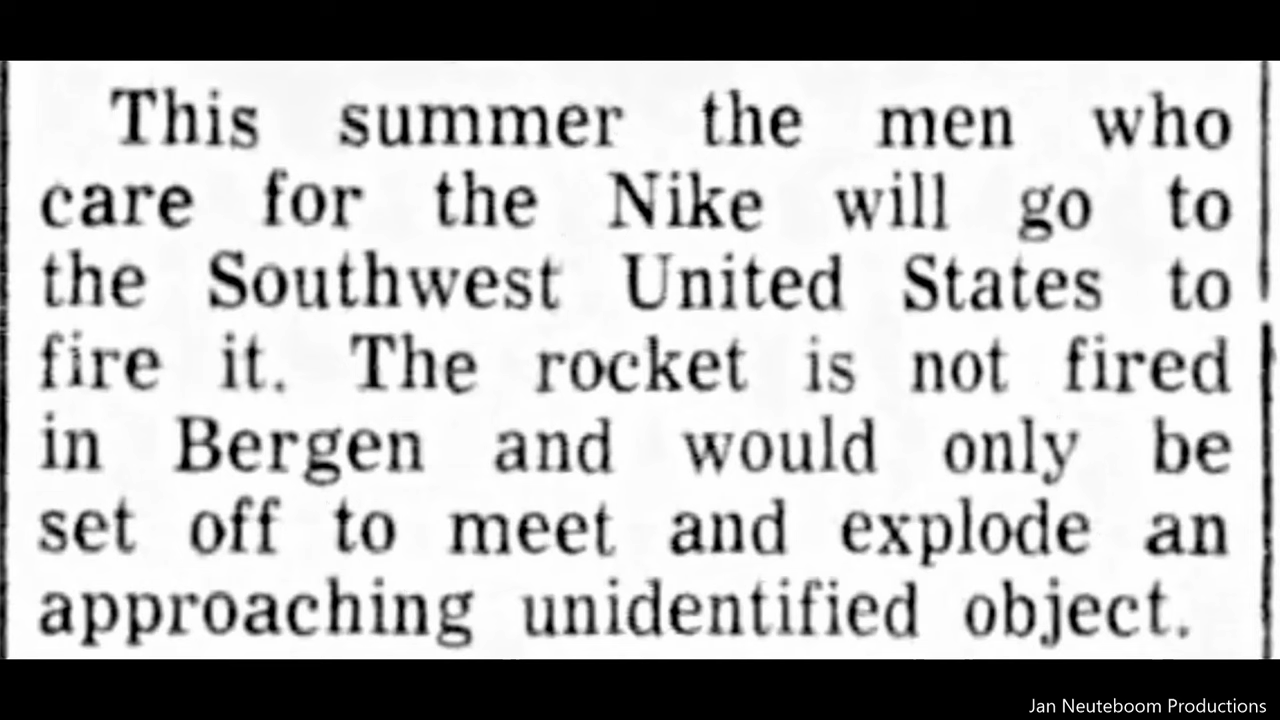 This summer the men who
care for the Nike will go to
the Southwest United States to
fire it. The rocket is not fired
in Bergen and would only be
set off to meet and explode an
approaching unidentified object.
Jan Neuteboom Productions